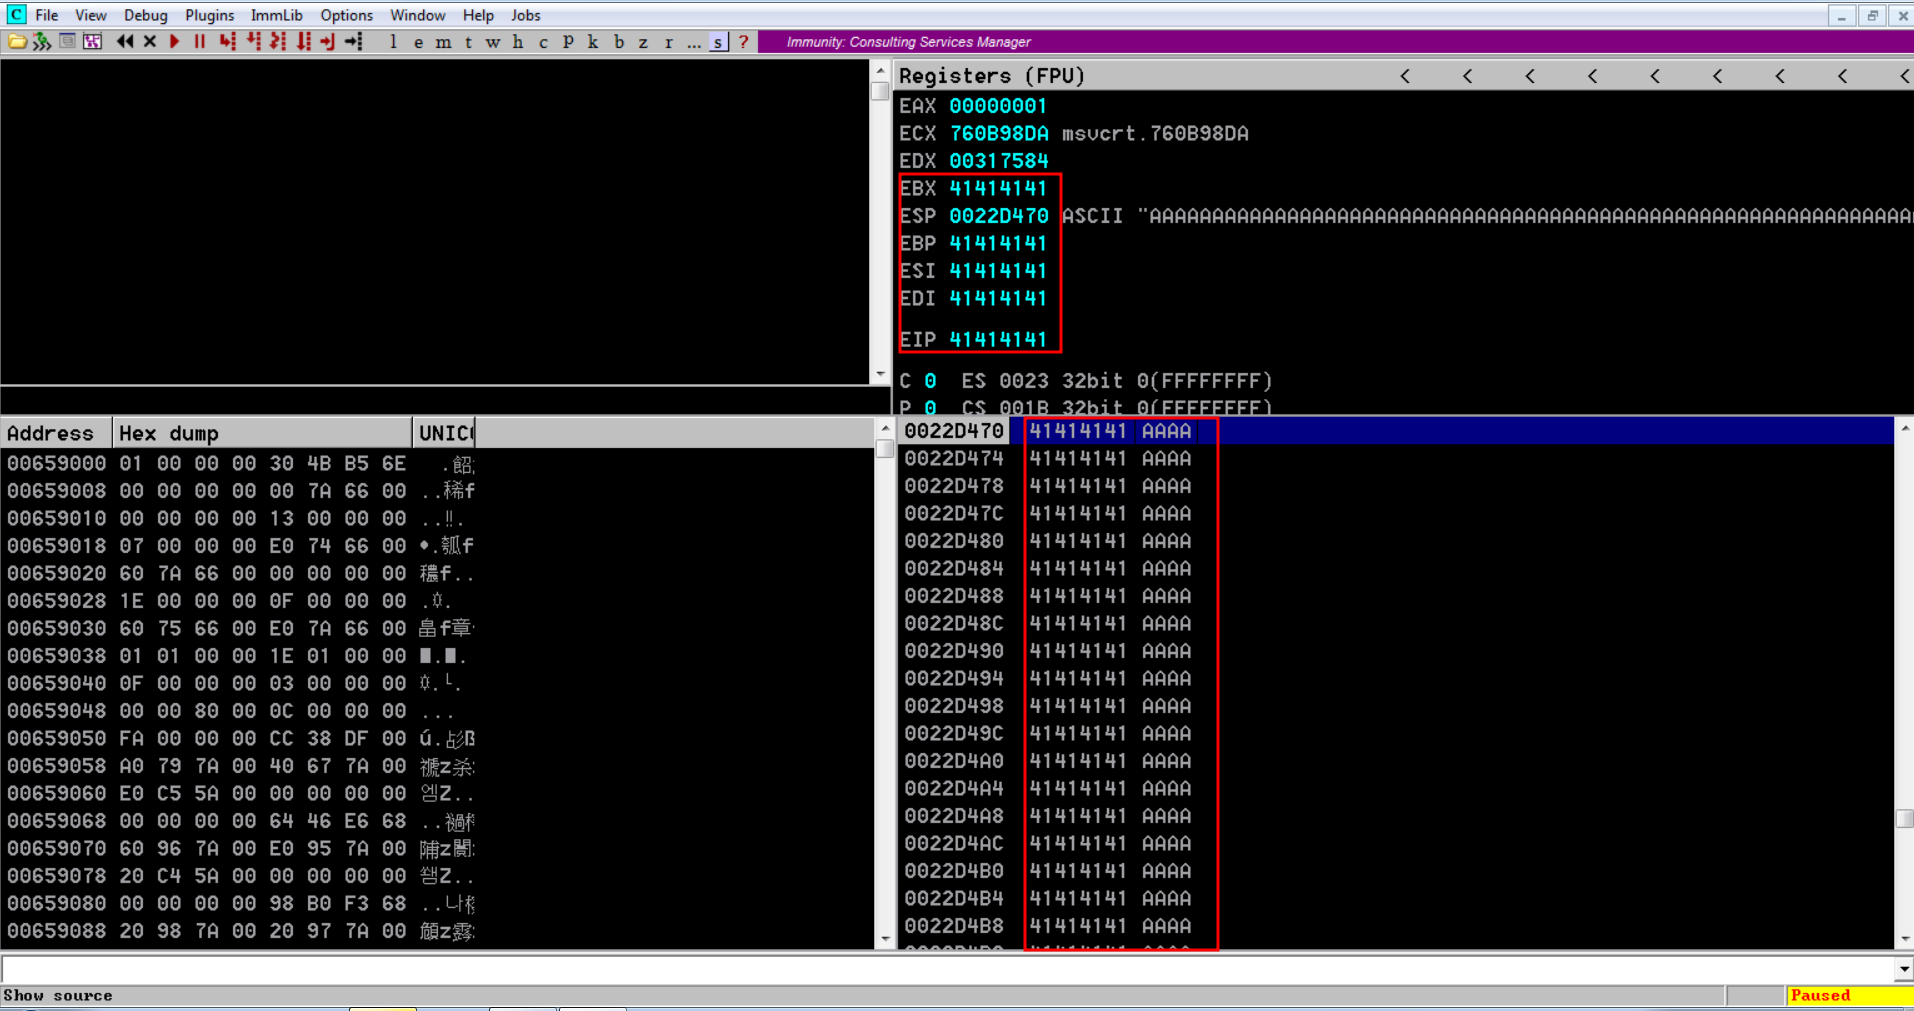 C File View Debug Plugins ImmLib Options Window Help Jobs
l e m t w h c P k b z r ... s ? Immunity: Consulting Services Manager
Registers (FPU) < < < < < < < < <
EAX 00000001
ECX 760B98DA msvcrt.760B98DA
EDX 00317584
EBX 41414141
ESP 0022D470 ASCII "AAAAAAAAAAAAAAAAAAAAAAAAAAAAAAAAAAAAAAAAAAAAAAAAAAAAAAAAAAAAA
EBP 41414141
ESI 41414141
EDI 41414141
EIP 41414141
C 0 ES 0023 32bit 0(FFFFFFFF)
P 0 CS 001B 32bit 0(FFFFFFFF)
Address Hex dump UNIC
00659000 01 00 00 00 30 4B B5 6E
00659008 00 00 00 00 00 7A 66 00 ..稀f
00659010 00 00 00 00 13 00 00 00 ..‼.
00659018 07 00 00 00 E0 74 66 00 •.瓠f
00659020 60 7A 66 00 00 00 00 00 穠f..
00659028 1E 00 00 00 0F 00 00 00
00659030 60 75 66 00 E0 7A 66 00 畠f章
00659038 01 01 00 00 1E 01 00 00
00659040 0F 00 00 00 03 00 00 00
00659048 00 00 80 00 0C 00 00 00 ...
00659050 FA 00 00 00 CC 38 DF 00 ú.㣌ß
00659058 A0 79 7A 00 40 67 7A 00 禠z杀
00659060 E0 C5 5A 00 00 00 00 00 엠Z..
00659068 00 00 00 00 64 46 E6 68
00659070 60 96 7A 00 E0 95 7A 00 陠z闠
00659078 20 C4 5A 00 00 00 00 00 쐠Z..
00659080 00 00 00 00 98 B0 F3 68
00659088 20 98 7A 00 20 97 7A 00 頠z霠
0022D470 41414141 AAAA
0022D474 41414141 AAAA
0022D478 41414141 AAAA
0022D47C 41414141 AAAA
0022D480 41414141 AAAA
0022D484 41414141 AAAA
0022D488 41414141 AAAA
0022D48C 41414141 AAAA
0022D490 41414141 AAAA
0022D494 41414141 AAAA
0022D498 41414141 AAAA
0022D49C 41414141 AAAA
0022D4A0 41414141 AAAA
0022D4A4 41414141 AAAA
0022D4A8 41414141 AAAA
0022D4AC 41414141 AAAA
0022D4B0 41414141 AAAA
0022D4B4 41414141 AAAA
0022D4B8 41414141 AAAA
Show source
Paused